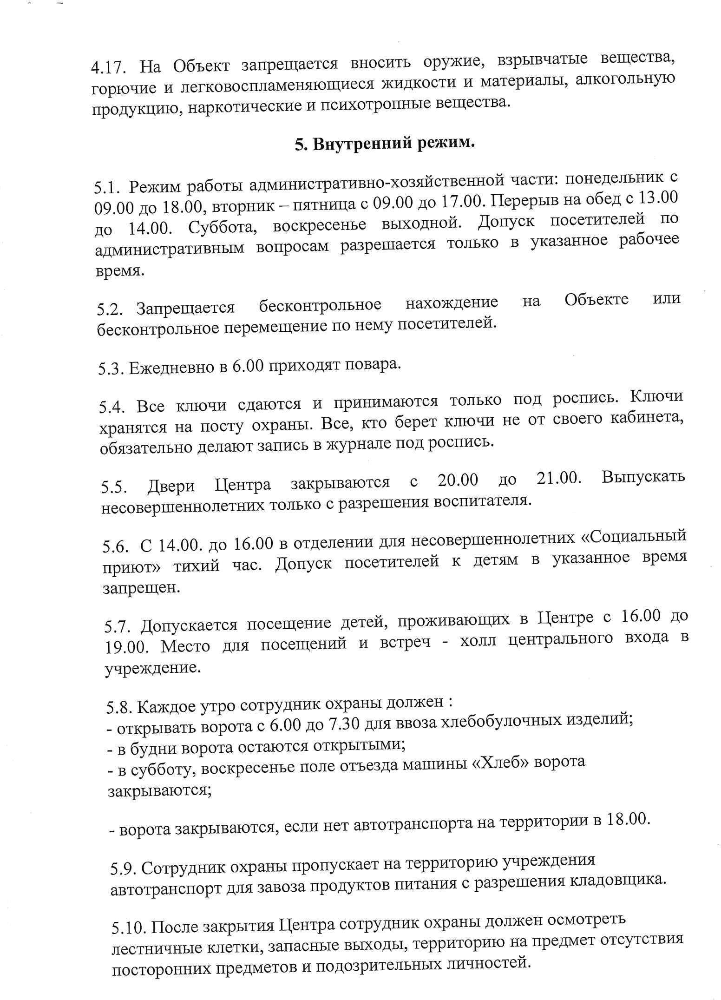 4.17. На Объект запрещается вносить оружие, взрывчатые вещества,
горючие и легковоспламеняющиеся жидкости и материалы, алкогольную
продукцию, наркотические и психотропные вещества.
5. Внутренний режим.
5.1. Режим работы административно-хозяйственной части: понедельник с
09.00 до 18.00, вторник – пятница с 09.00 до 17.00. Перерыв на обед с 13.00
до 14.00. Суббота, воскресенье выходной. Допуск посетителей по
административным вопросам разрешается только в указанное рабочее
время.
5.2. Запрещается бесконтрольное нахождение на Объекте или
бесконтрольное перемещение по нему посетителей.
5.3. Ежедневно в 6.00 приходят повара.
5.4. Все ключи сдаются и принимаются только под роспись. Ключи
хранятся на посту охраны. Все, кто берет ключи не от своего кабинета,
обязательно делают запись в журнале под роспись.
5.5. Двери Центра закрываются с 20.00 до 21.00. Выпускать
несовершеннолетних только с разрешения воспитателя.
5.6. С 14.00. до 16.00 в отделении для несовершеннолетних «Социальный
приют» тихий час. Допуск посетителей к детям в указанное время
запрещен.
5.7. Допускается посещение детей, проживающих в Центре с 16.00 до
19.00. Место для посещений и встреч - холл центрального входа в
учреждение.
5.8. Каждое утро сотрудник охраны должен :
- открывать ворота с 6.00 до 7.30 для ввоза хлебобулочных изделий;
- в будни ворота остаются открытыми;
- в субботу, воскресенье поле отъезда машины «Хлеб» ворота
закрываются;
- ворота закрываются, если нет автотранспорта на территории в 18.00.
5.9. Сотрудник охраны пропускает на территорию учреждения
автотранспорт для завоза продуктов питания с разрешения кладовщика.
5.10. После закрытия Центра сотрудник охраны должен осмотреть
лестничные клетки, запасные выходы, территорию на предмет отсутствия
посторонних предметов и подозрительных личностей.